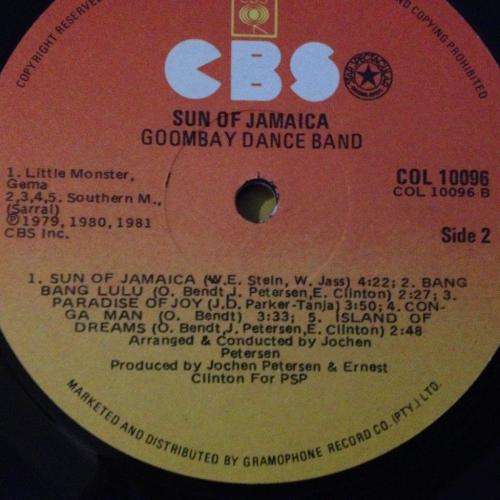 COPYRIGHT RESERVED
AND COPYING PROHIBITED
CBS
STAR SPECTACULAR
SUN OF JAMAICA
GOOMBAY DANCE BAND
1. Little Monster,
Gema
2,3,4,5. Southern M.,
(Sarral)
Ⓟ1979, 1980, 1981
CBS Inc.
COL 10096
COL 10096 B
Side 2
1. SUN OF JAMAICA (W.E. Stein, W. Jass) 4:22; 2. BANG
BANG LULU (O. Bendt,J. Petersen,E. Clinton) 2:27; 3.
PARADISE OF JOY (J.D. Parker-Tanja) 3:50; 4. CON-
GA MAN (O. Bendt) 3:33; 5. ISLAND OF
DREAMS (O. Bendt,J. Petersen,E. Clinton) 2:48
Arranged & Conducted by Jochen
Petersen
Produced by Jochen Petersen & Ernest
Clinton For PSP
MARKETED AND DISTRIBUTED BY GRAMOPHONE RECORD CO. (PTY.) LTD.